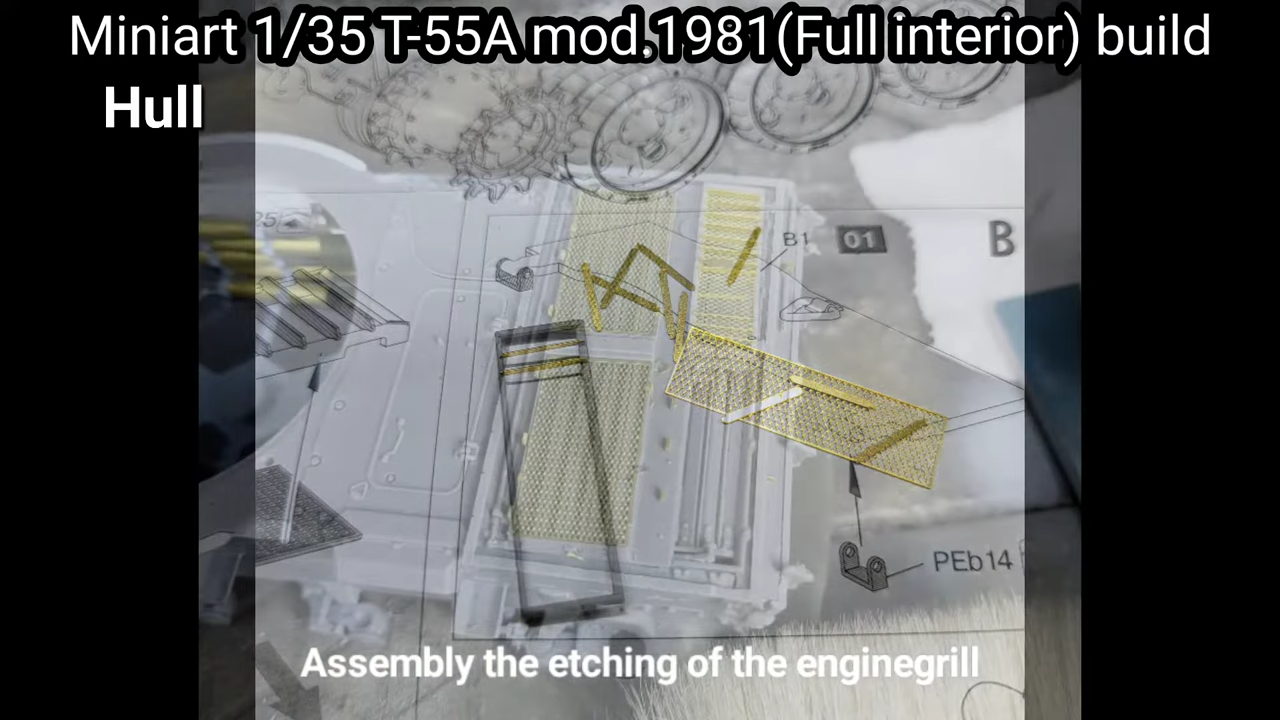 Miniart 1/35 T-55A mod.1981(Full interior) build
Hull
B1
01
B
PEb14
Assembly the etching of the enginegrill